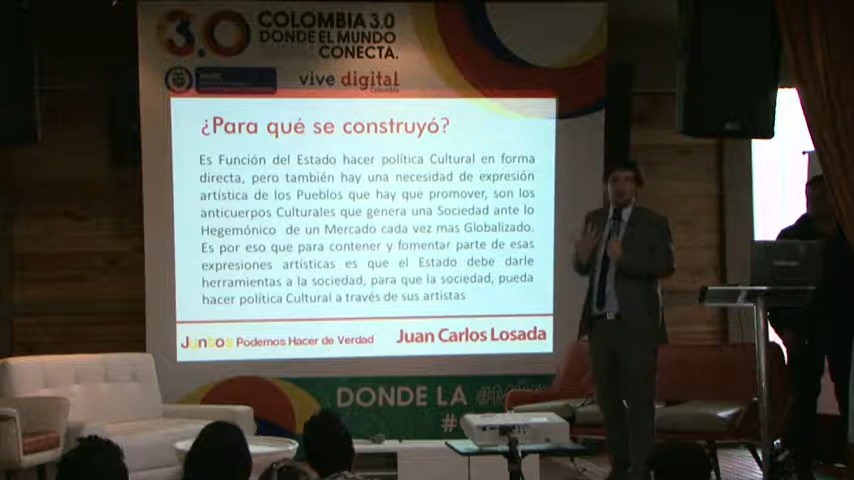 3.0
COLOMBIA 3.0
DONDE EL MUNDO
CONECTA.
vive digital
Colombia
¿Para qué se construyó?
Es Función del Estado hacer política Cultural en forma
directa, pero también hay una necesidad de expresión
artística de los Pueblos que hay que promover, son los
anticuerpos Culturales que genera una Sociedad ante lo
Hegemónico de un Mercado cada vez mas Globalizado.
Es por eso que para contener y fomentar parte de esas
expresiones artísticas es que el Estado debe darle
herramientas a la sociedad, para que la sociedad, pueda
hacer política Cultural a través de sus artistas
Juntos Podemos Hacer de Verdad
Juan Carlos Losada
DONDE LA